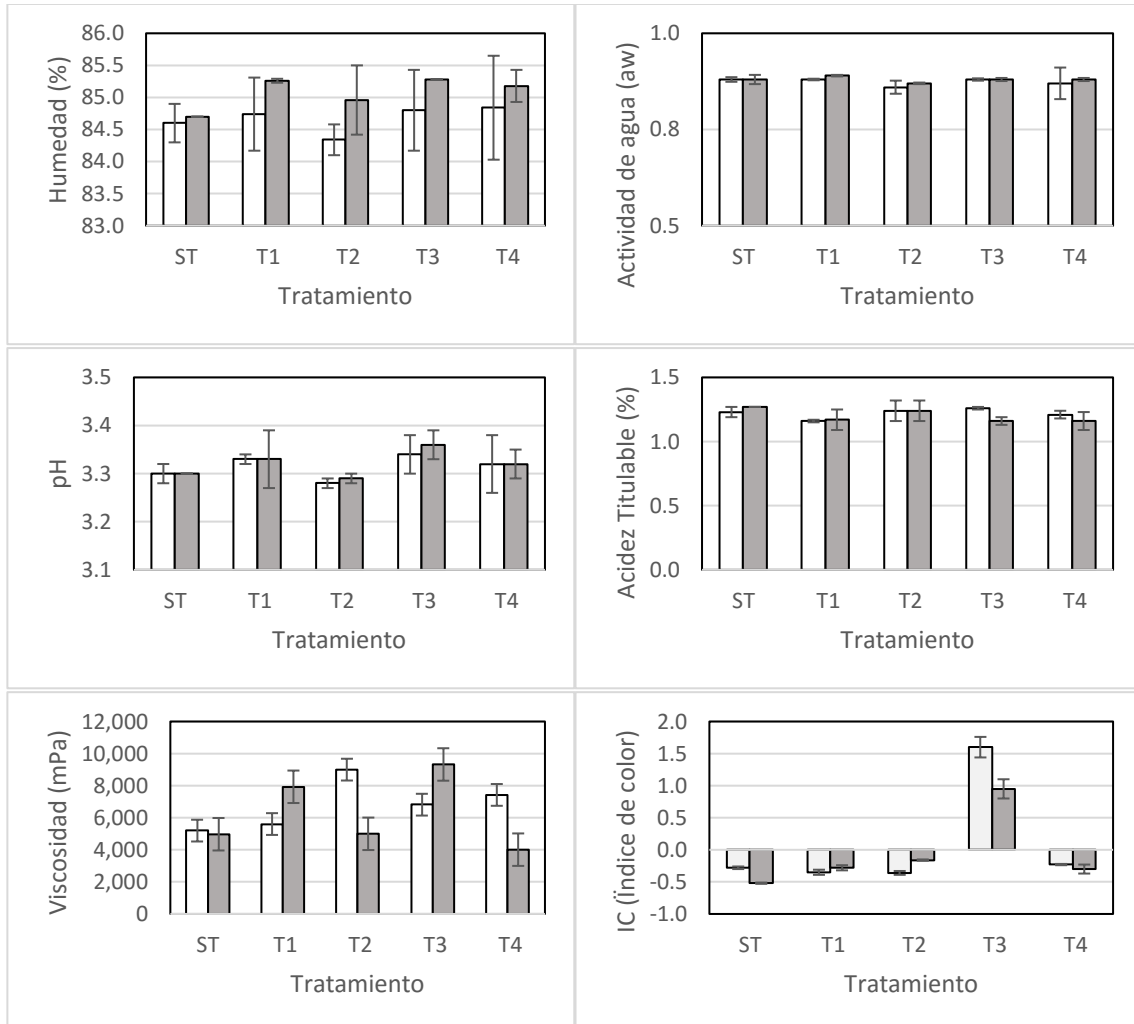 Humedad (%)
86.0
85.5
85.0
84.5
84.0
83.5
83.0
ST T1 T2 T3 T4
Tratamiento
Actividad de agua (aw)
1.0
0.8
0.5
ST T1 T2 T3 T4
Tratamiento
pH
3.5
3.4
3.3
3.2
3.1
ST T1 T2 T3 T4
Tratamiento
Acidez Titulable (%)
1.5
1.0
0.5
0.0
ST T1 T2 T3 T4
Tratamiento
Viscosidad (mPa)
12,000
10,000
8,000
6,000
4,000
2,000
0
ST T1 T2 T3 T4
Tratamiento
IC (Ïndice de color)
2.0
1.5
1.0
0.5
0.0
-0.5
-1.0
ST T1 T2 T3 T4
Tratamiento